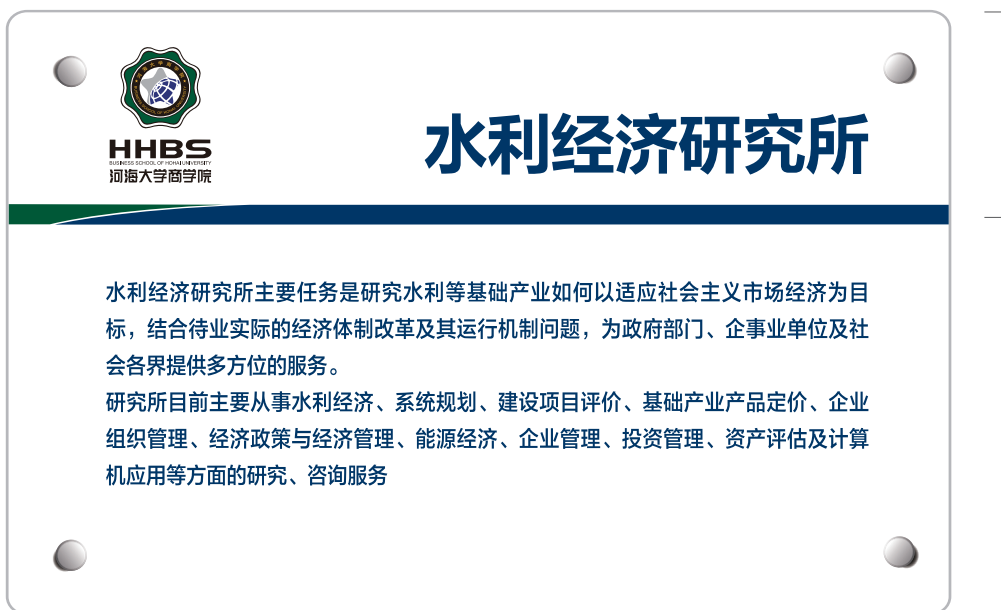 HHBS
BUSINESS SCHOOL OF HOHAI UNIVERSITY
河海大学商学院
水利经济研究所
水利经济研究所主要任务是研究水利等基础产业如何以适应社会主义市场经济为目
标，结合待业实际的经济体制改革及其运行机制问题，为政府部门、企事业单位及社
会各界提供多方位的服务。
研究所目前主要从事水利经济、系统规划、建设项目评价、基础产业产品定价、企业
组织管理、经济政策与经济管理、能源经济、企业管理、投资管理、资产评估及计算
机应用等方面的研究、咨询服务